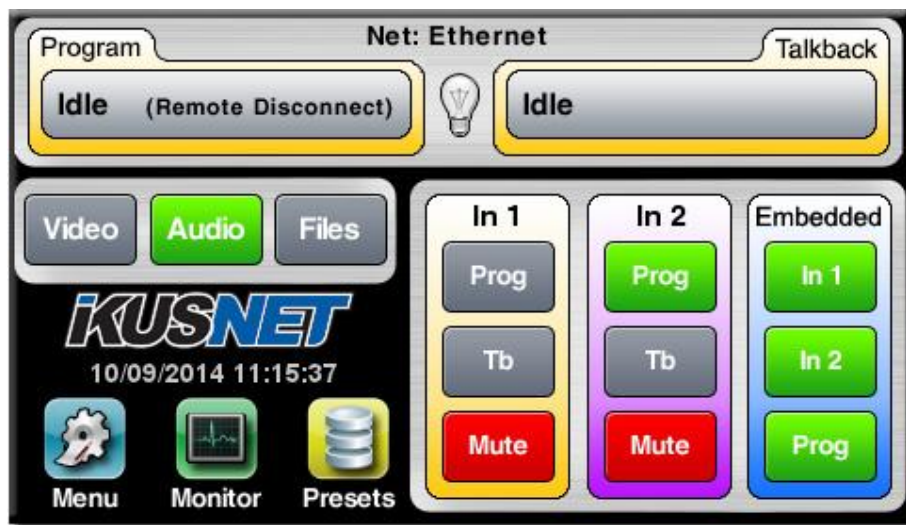 Net: Ethernet
Program
Talkback
Idle (Remote Disconnect)
Idle
Video Audio Files
iKUSNET
10/09/2014 11:15:37
Menu Monitor Presets
In 1
Prog
Tb
Mute
In 2
Prog
Tb
Mute
Embedded
In 1
In 2
Prog